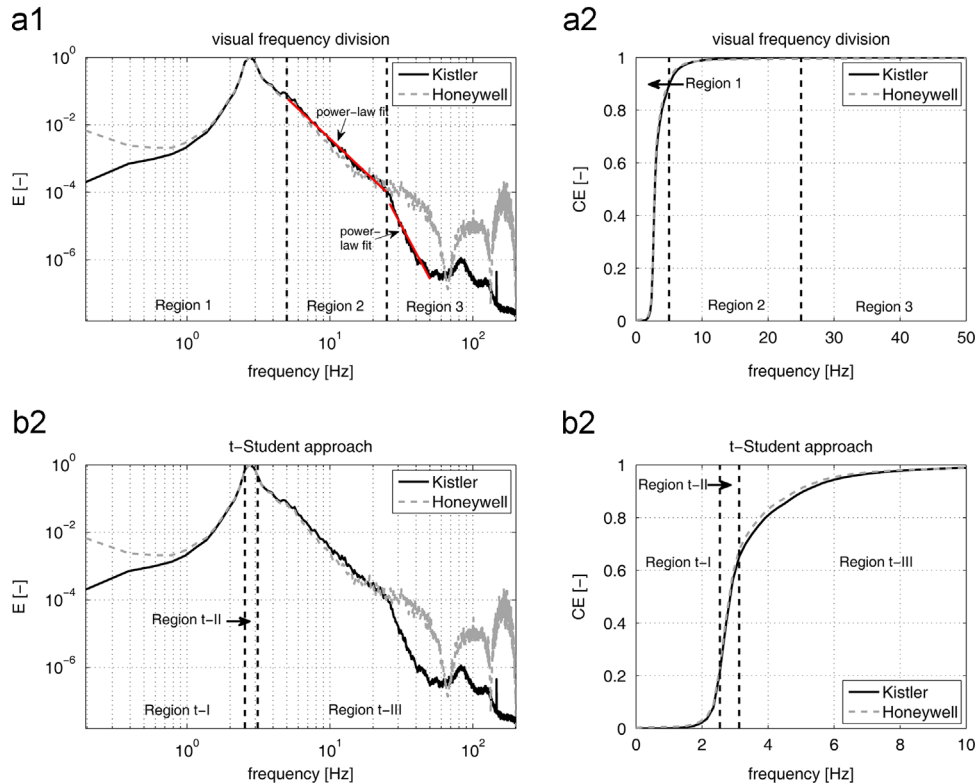 a1
visual frequency division
10^0
10^-2
10^-4
10^-6
E [-]
Kistler
Honeywell
power-law fit
power-
law fit
Region 1
Region 2
Region 3
10^0
10^1
10^2
frequency [Hz]
a2
visual frequency division
1
0.8
0.6
0.4
0.2
0
CE [-]
Region 1
Kistler
Honeywell
Region 2
Region 3
0
10
20
30
40
50
frequency [Hz]
b2
t-Student approach
10^0
10^-2
10^-4
10^-6
E [-]
Kistler
Honeywell
Region t-II
Region t-I
Region t-III
10^0
10^1
10^2
frequency [Hz]
b2
t-Student approach
1
0.8
0.6
0.4
0.2
0
CE [-]
Region t-II
Region t-I
Region t-III
Kistler
Honeywell
0
2
4
6
8
10
frequency [Hz]